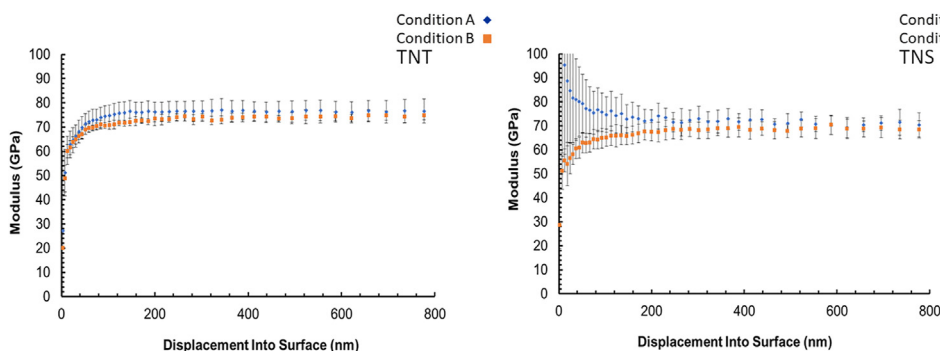 Condition A
Condition B
TNT
100
90
80
70
60
50
40
30
20
10
0
Modulus (GPa)
0 200 400 600 800
Displacement Into Surface (nm)
Condit
Condit
TNS
100
90
80
70
60
50
40
30
20
10
0
Modulus (GPa)
0 200 400 600 800
Displacement Into Surface (nm)